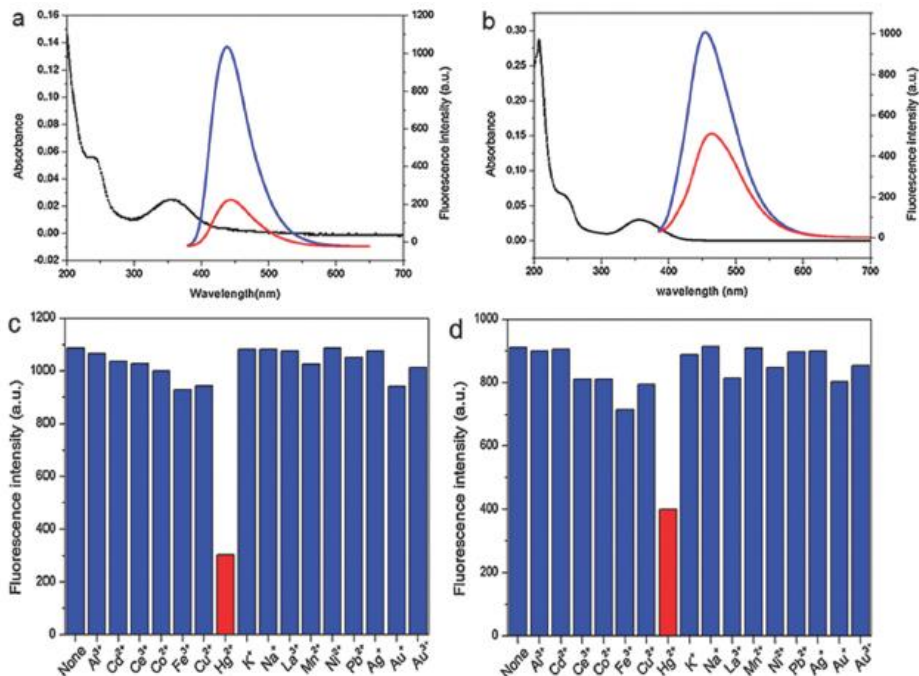 a
0.16
0.14
0.12
0.10
0.08
0.06
0.04
0.02
0.00
-0.02
Absorbance
200 300 400 500 600 700
Wavelength(nm)
1200
1000
800
600
400
200
0
Fluorescence intensity (a.u.)
b
0.30
0.25
0.20
0.15
0.10
0.05
0.00
Absorbance
200 300 400 500 600 700
wavelength (nm)
1000
800
600
400
200
0
Fluorescence intensity (a.u.)
c
1200
1000
800
600
400
200
0
Fluorescence intensity (a.u.)
None Al³⁺ Cd²⁺ Ce³⁺ Co²⁺ Fe³⁺ Cu²⁺ Hg²⁺ K⁺ Na⁺ La³⁺ Mn²⁺ Ni²⁺ Pb²⁺ Ag⁺ Au⁺ Au³⁺
d
1000
800
600
400
200
0
Fluorescence intensity (a.u.)
None Al³⁺ Cd²⁺ Ce³⁺ Co²⁺ Fe³⁺ Cu²⁺ Hg²⁺ K⁺ Na⁺ La³⁺ Mn²⁺ Ni²⁺ Pb²⁺ Ag⁺ Au⁺ Au³⁺